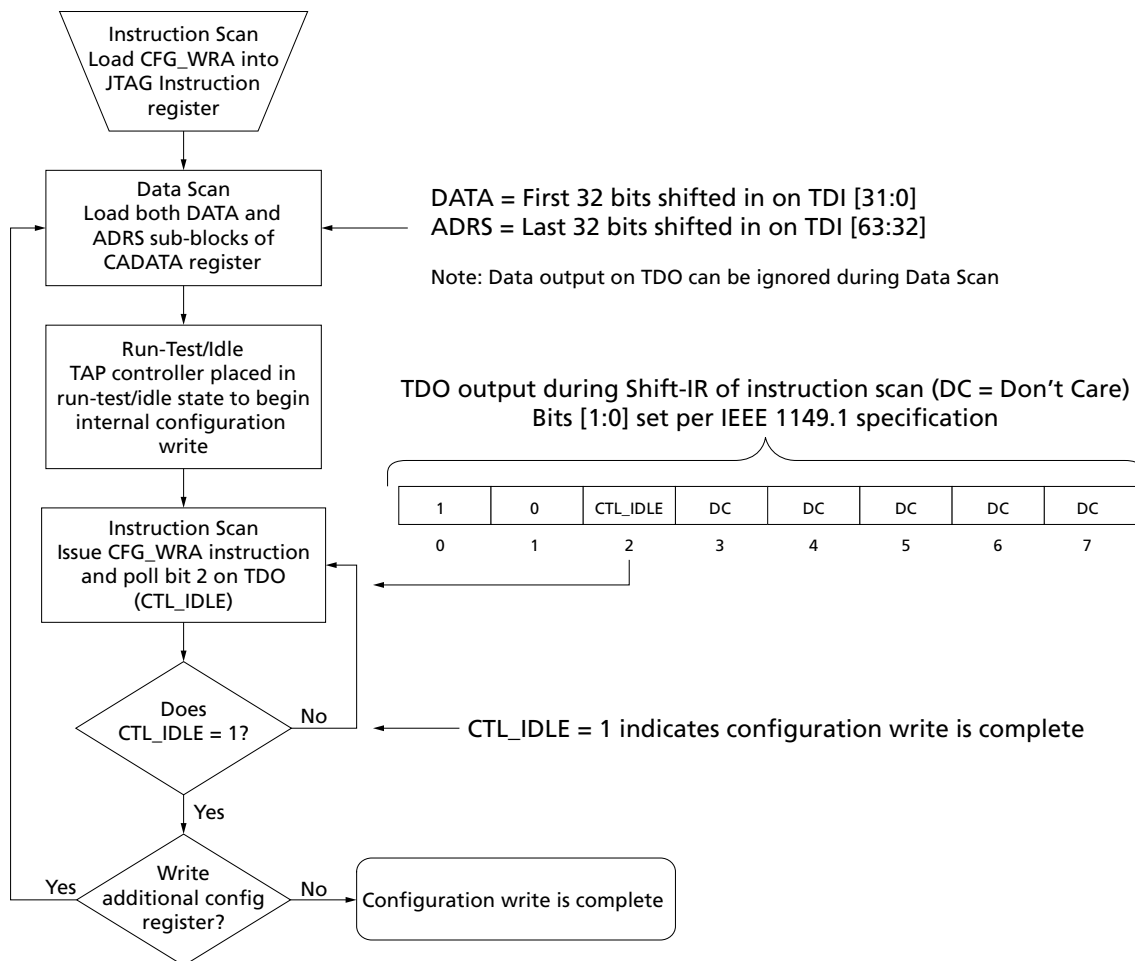 Instruction Scan
Load CFG_WRA into
JTAG Instruction
register
Data Scan
Load both DATA and
ADRS sub-blocks of
CADATA register
DATA = First 32 bits shifted in on TDI [31:0]
ADRS = Last 32 bits shifted in on TDI [63:32]
Note: Data output on TDO can be ignored during Data Scan
Run-Test/Idle
TAP controller placed in
run-test/idle state to begin
internal configuration
write
TDO output during Shift-IR of instruction scan (DC = Don't Care)
Bits [1:0] set per IEEE 1149.1 specification
1 0 CTL_IDLE DC DC DC DC DC
0 1 2 3 4 5 6 7
Instruction Scan
Issue CFG_WRA instruction
and poll bit 2 on TDO
(CTL_IDLE)
Does
CTL_IDLE = 1?
No
CTL_IDLE = 1 indicates configuration write is complete
Yes
Write
additional config
register?
Yes
No
Configuration write is complete